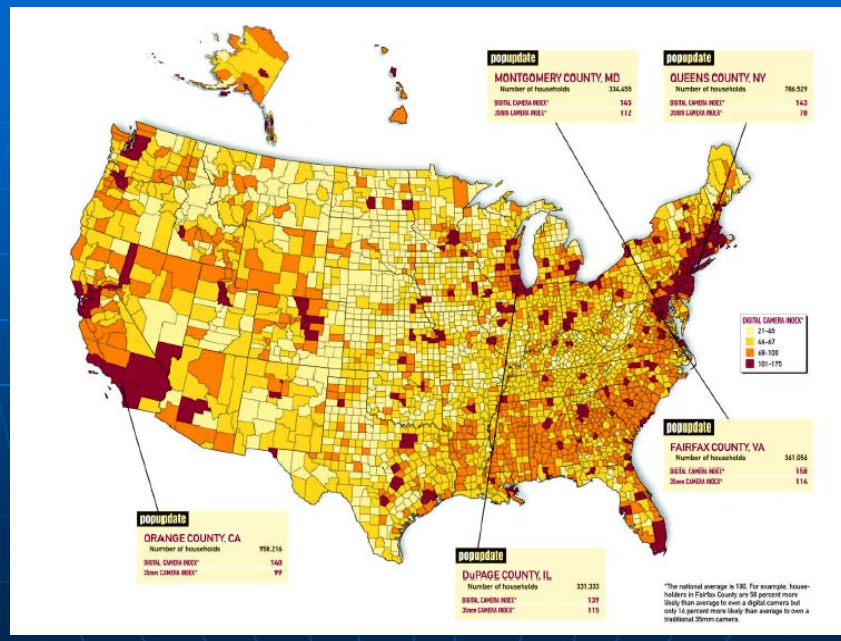 popupdate
MONTGOMERY COUNTY, MD
Number of households 334,455
DIGITAL CAMERA INDEX* 145
35MM CAMERA INDEX* 112
popupdate
QUEENS COUNTY, NY
Number of households 786,529
DIGITAL CAMERA INDEX* 143
35MM CAMERA INDEX* 78
DIGITAL CAMERA INDEX*
21-45
46-67
68-100
101-175
popupdate
FAIRFAX COUNTY, VA
Number of households 361,056
DIGITAL CAMERA INDEX* 158
35mm CAMERA INDEX* 114
popupdate
ORANGE COUNTY, CA
Number of households 958,216
DIGITAL CAMERA INDEX* 140
35mm CAMERA INDEX* 99
popupdate
DuPAGE COUNTY, IL
Number of households 331,333
DIGITAL CAMERA INDEX* 139
35mm CAMERA INDEX* 115
*The national average is 100. For example, house-
holders in Fairfax County are 58 percent more
likely than average to own a digital camera but
only 14 percent more likely than average to own a
traditional 35mm camera.